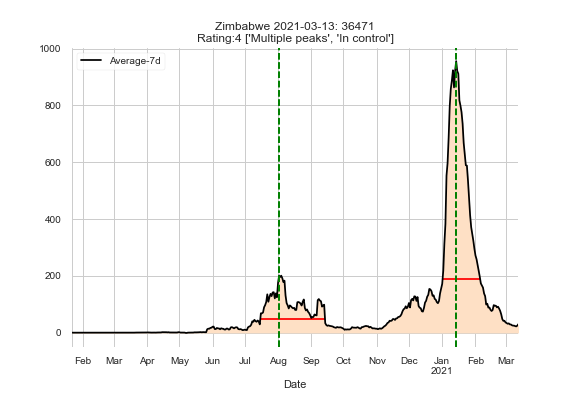 Zimbabwe 2021-03-13: 36471
Rating:4 ['Multiple peaks', 'In control']
Average-7d
1000
800
600
400
200
0
Feb Mar Apr May Jun Jul Aug Sep Oct Nov Dec Jan Feb Mar
2021
Date